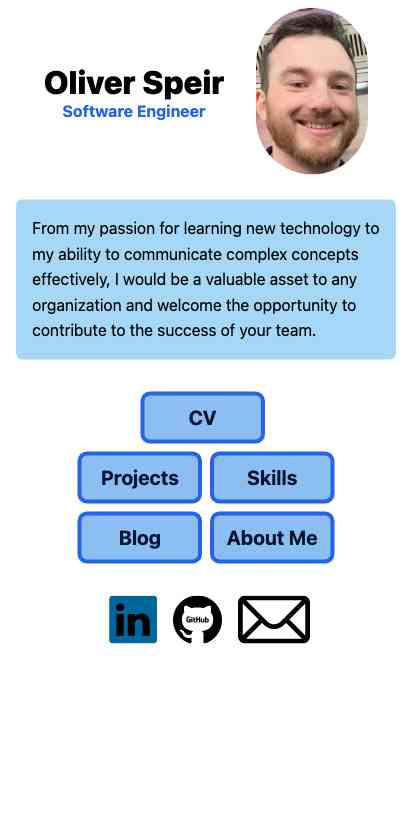 Oliver Speir
Software Engineer
From my passion for learning new technology to
my ability to communicate complex concepts
effectively, I would be a valuable asset to any
organization and welcome the opportunity to
contribute to the success of your team.
CV
Projects
Skills
Blog
About Me
in
GitHub